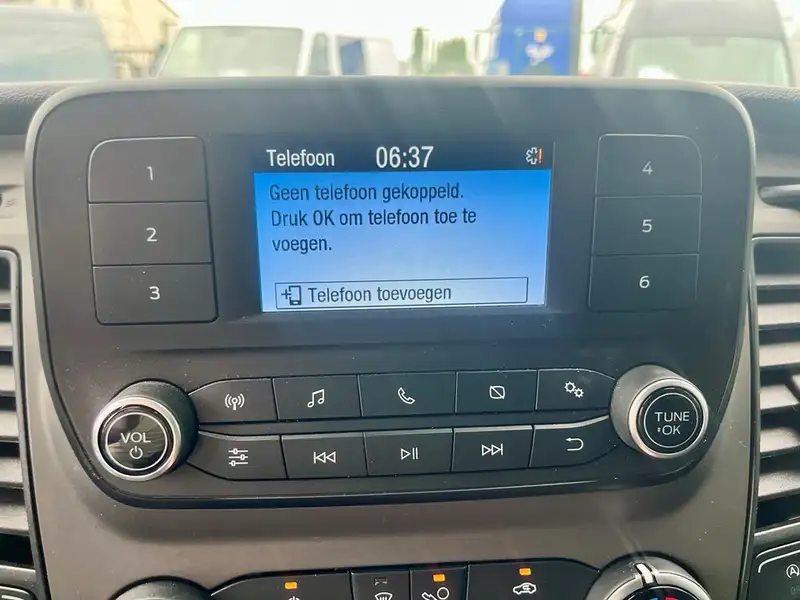 Telefoon 06:37
Geen telefoon gekoppeld.
Druk OK om telefoon toe te
voegen.
Telefoon toevoegen
1
2
3
4
5
6
VOL
TUNE
OK